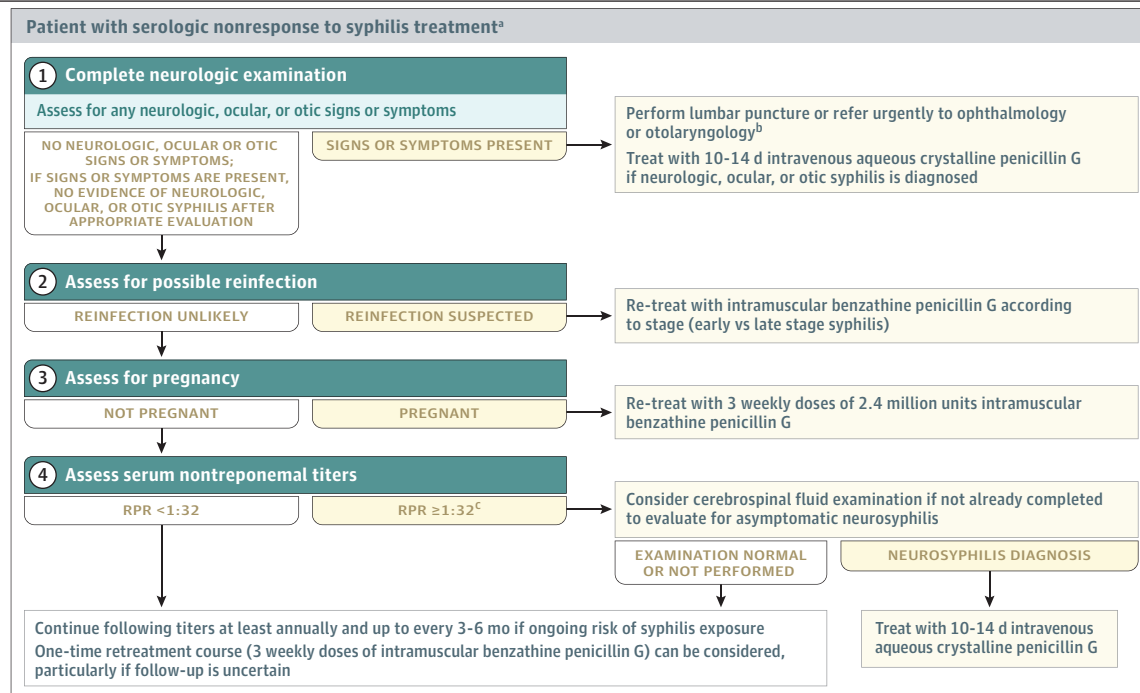 Patient with serologic nonresponse to syphilis treatmentᵃ
1 Complete neurologic examination
Assess for any neurologic, ocular, or otic signs or symptoms
NO NEUROLOGIC, OCULAR OR OTIC
SIGNS OR SYMPTOMS;
IF SIGNS OR SYMPTOMS ARE PRESENT,
NO EVIDENCE OF NEUROLOGIC,
OCULAR, OR OTIC SYPHILIS AFTER
APPROPRIATE EVALUATION
SIGNS OR SYMPTOMS PRESENT
Perform lumbar puncture or refer urgently to ophthalmology
or otolaryngologyᵇ
Treat with 10-14 d intravenous aqueous crystalline penicillin G
if neurologic, ocular, or otic syphilis is diagnosed
2 Assess for possible reinfection
REINFECTION UNLIKELY
REINFECTION SUSPECTED
Re-treat with intramuscular benzathine penicillin G according
to stage (early vs late stage syphilis)
3 Assess for pregnancy
NOT PREGNANT
PREGNANT
Re-treat with 3 weekly doses of 2.4 million units intramuscular
benzathine penicillin G
4 Assess serum nontreponemal titers
RPR <1:32
RPR ≥1:32ᶜ
Consider cerebrospinal fluid examination if not already completed
to evaluate for asymptomatic neurosyphilis
EXAMINATION NORMAL
OR NOT PERFORMED
NEUROSYPHILIS DIAGNOSIS
Continue following titers at least annually and up to every 3-6 mo if ongoing risk of syphilis exposure
One-time retreatment course (3 weekly doses of intramuscular benzathine penicillin G) can be considered,
particularly if follow-up is uncertain
Treat with 10-14 d intravenous
aqueous crystalline penicillin G